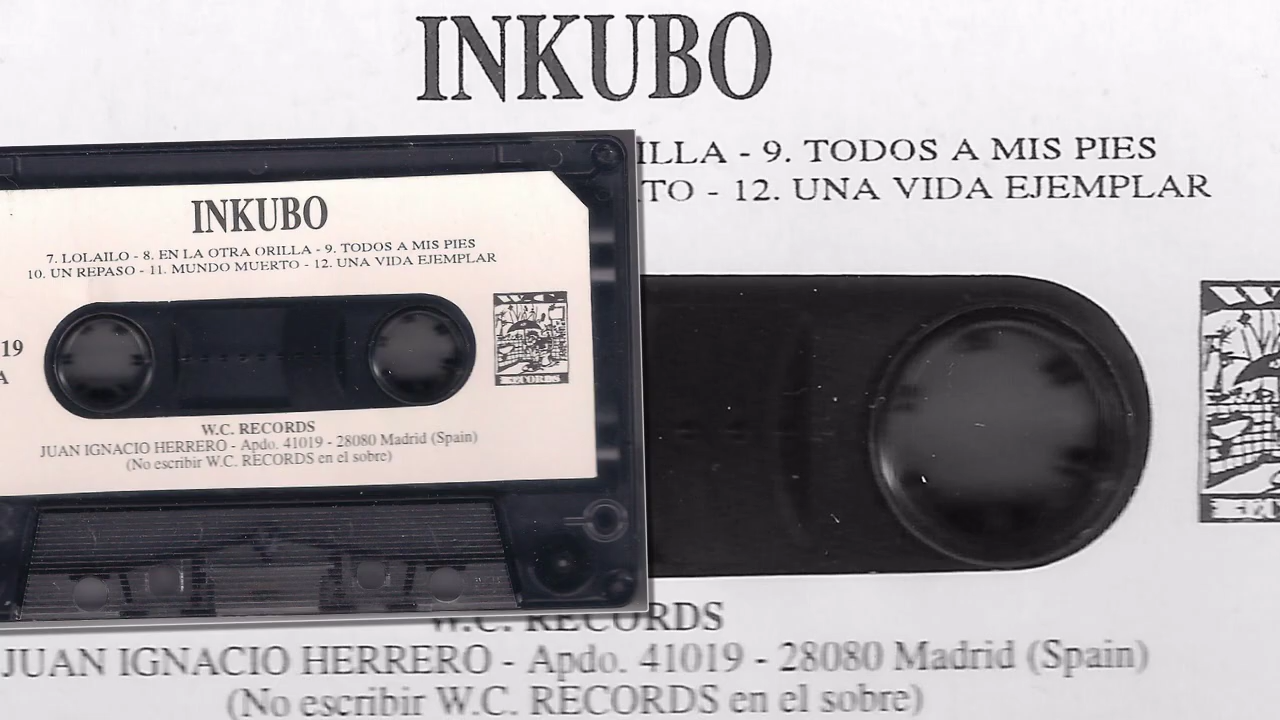 INKUBO
ILLA - 9. TODOS A MIS PIES
TO - 12. UNA VIDA EJEMPLAR
INKUBO
7. LOLAILO - 8. EN LA OTRA ORILLA - 9. TODOS A MIS PIES
10. UN REPASO - 11. MUNDO MUERTO - 12. UNA VIDA EJEMPLAR
19
A
W.C.
RECORDS
W.C. RECORDS
JUAN IGNACIO HERRERO - Apdo. 41019 - 28080 Madrid (Spain)
(No escribir W.C. RECORDS en el sobre)
W.C. RECORDS
JUAN IGNACIO HERRERO - Apdo. 41019 - 28080 Madrid (Spain)
(No escribir W.C. RECORDS en el sobre)